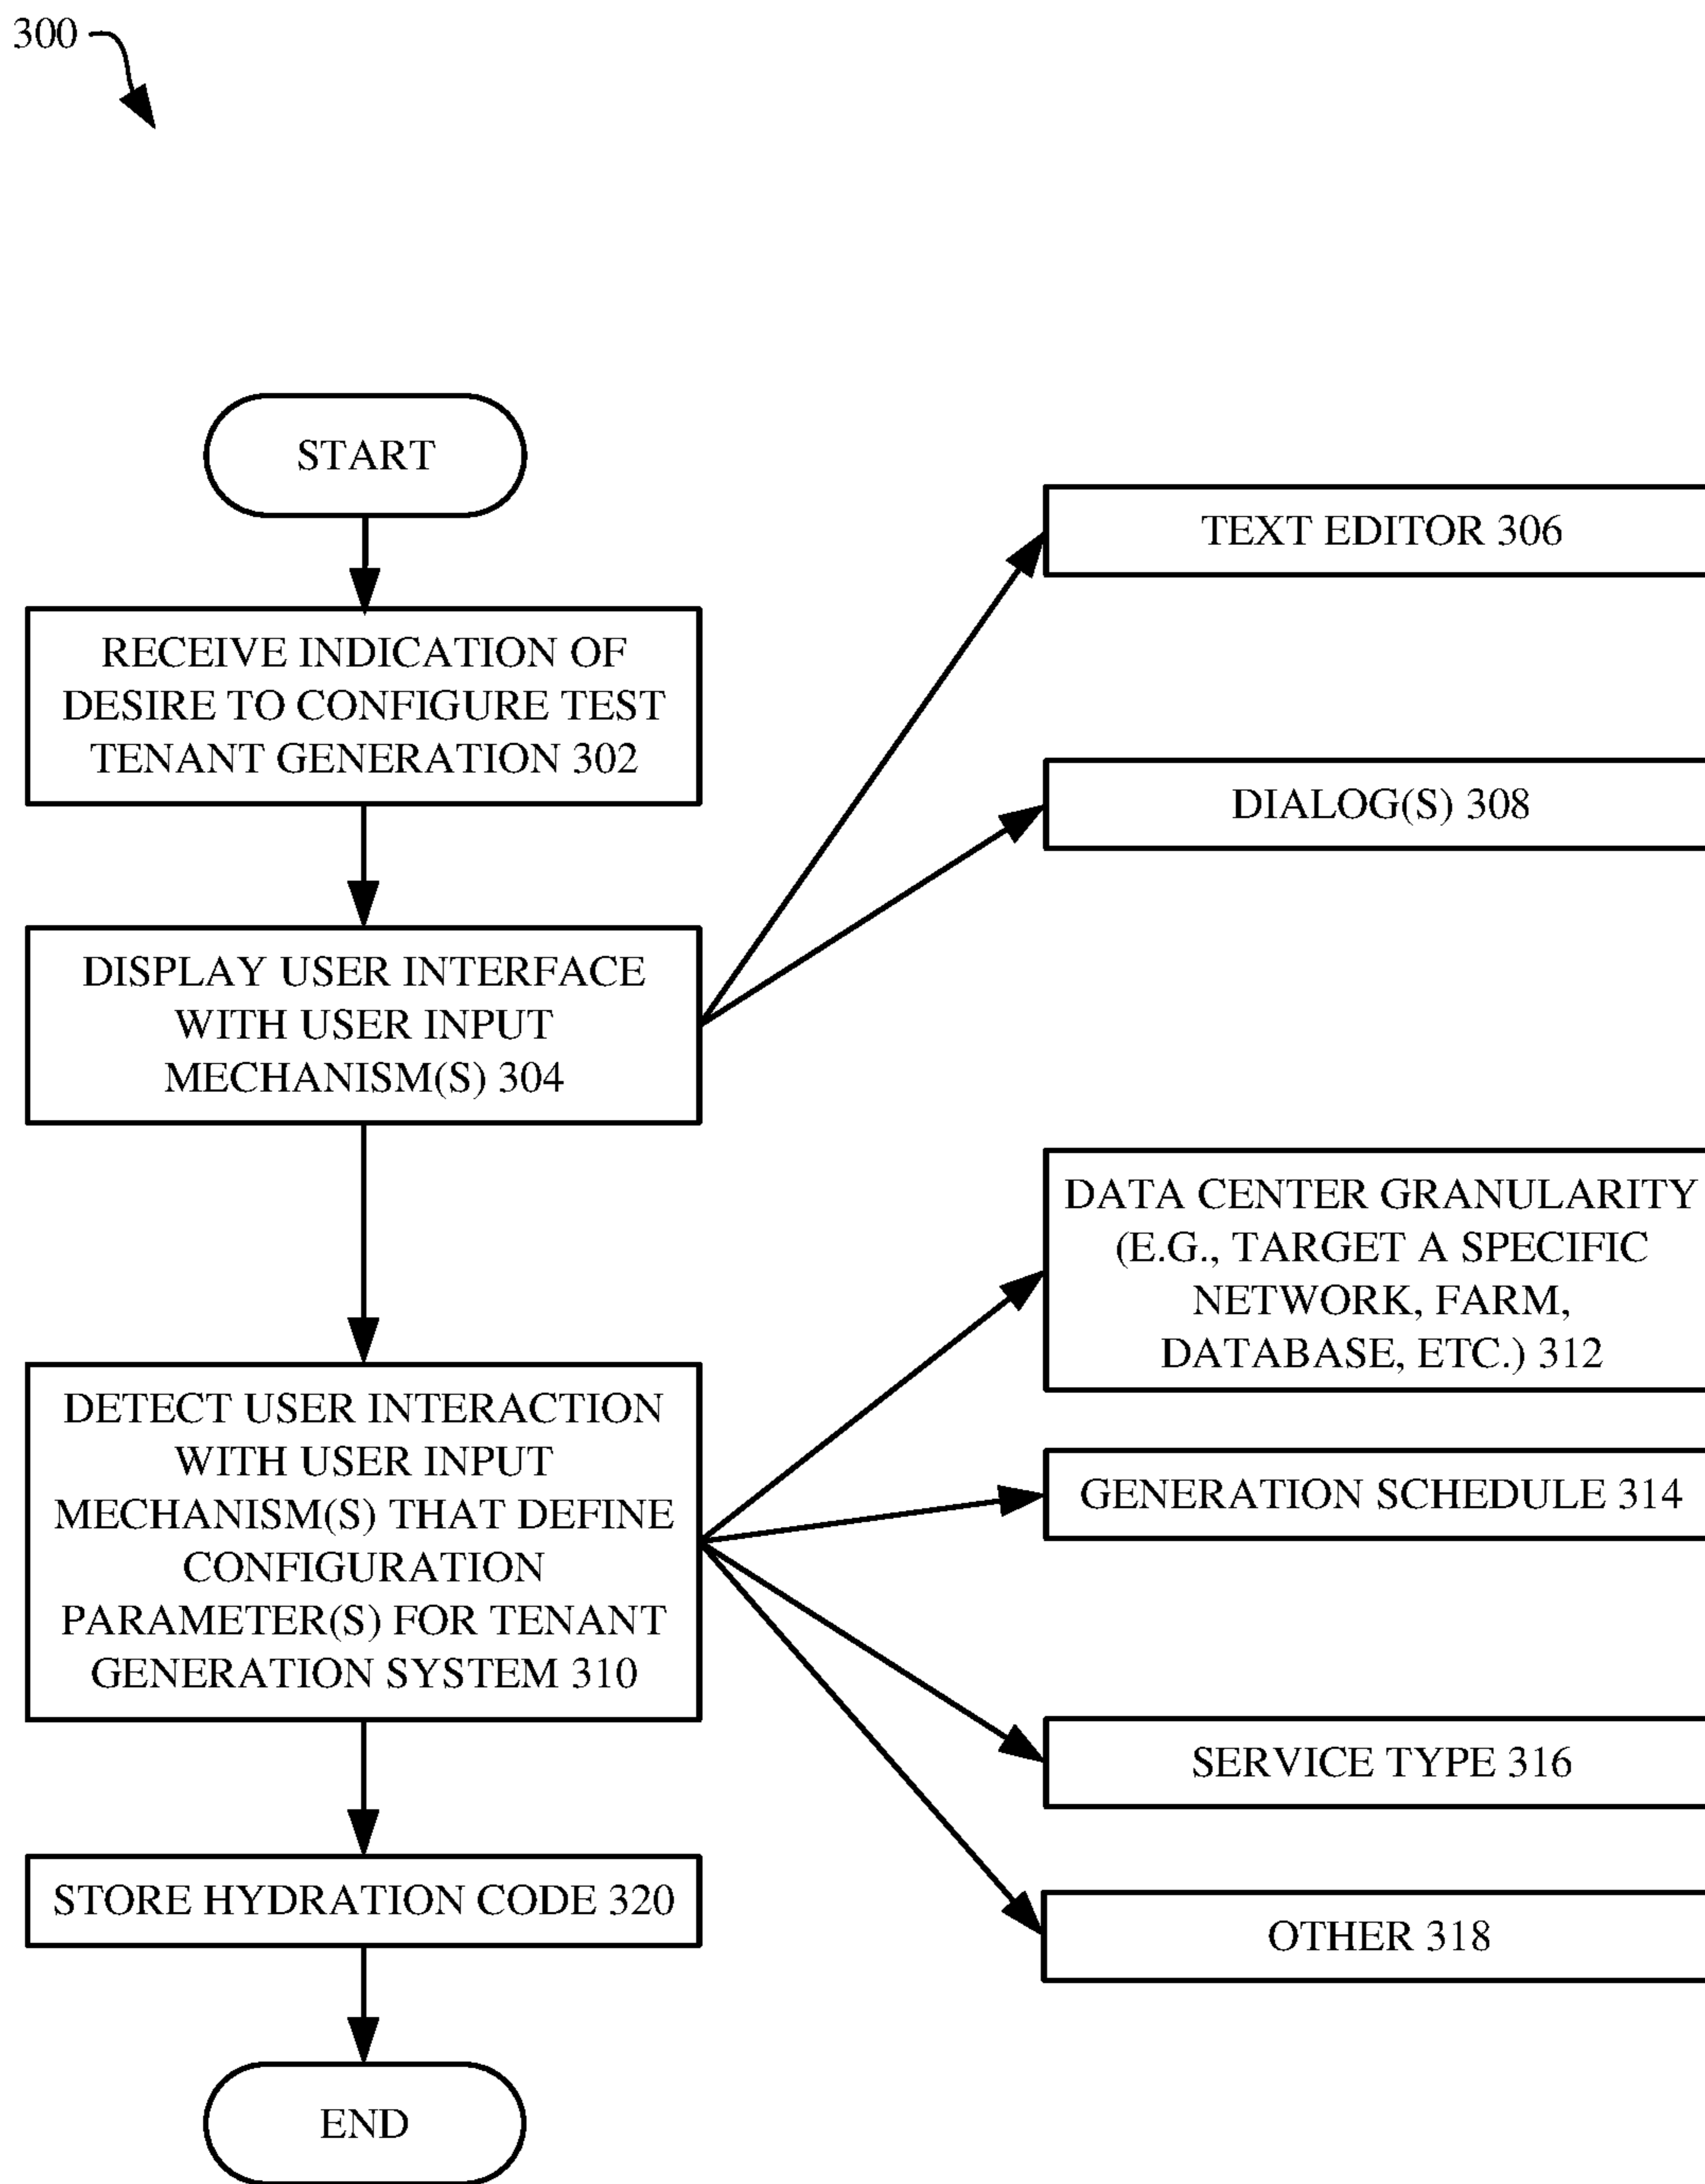 300
START
RECEIVE INDICATION OF
DESIRE TO CONFIGURE TEST
TENANT GENERATION 302
DISPLAY USER INTERFACE
WITH USER INPUT
MECHANISM(S) 304
TEXT EDITOR 306
DIALOG(S) 308
DETECT USER INTERACTION
WITH USER INPUT
MECHANISM(S) THAT DEFINE
CONFIGURATION
PARAMETER(S) FOR TENANT
GENERATION SYSTEM 310
DATA CENTER GRANULARITY
(E.G., TARGET A SPECIFIC
NETWORK, FARM,
DATABASE, ETC.) 312
GENERATION SCHEDULE 314
SERVICE TYPE 316
OTHER 318
STORE HYDRATION CODE 320
END